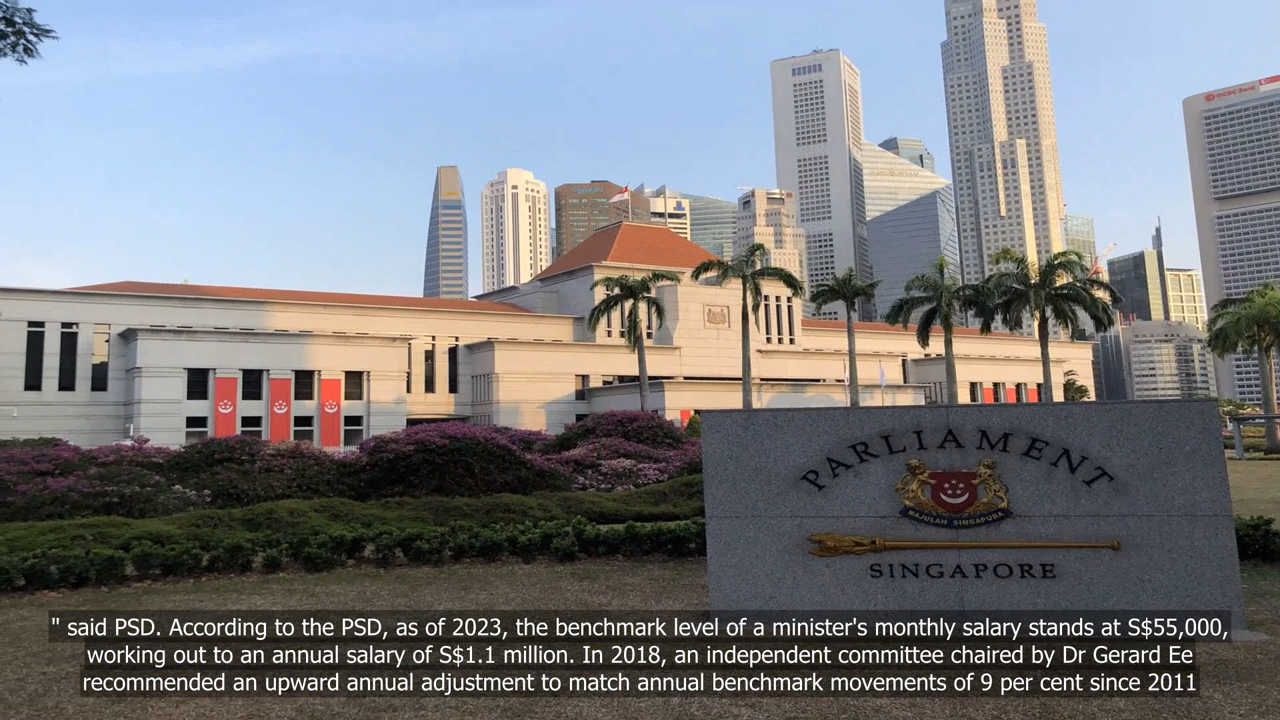 OCBC Bank
PARLIAMENT
MAJULAH SINGAPURA
SINGAPORE
" said PSD. According to the PSD, as of 2023, the benchmark level of a minister's monthly salary stands at S$55,000,
working out to an annual salary of S$1.1 million. In 2018, an independent committee chaired by Dr Gerard Ee
recommended an upward annual adjustment to match annual benchmark movements of 9 per cent since 2011